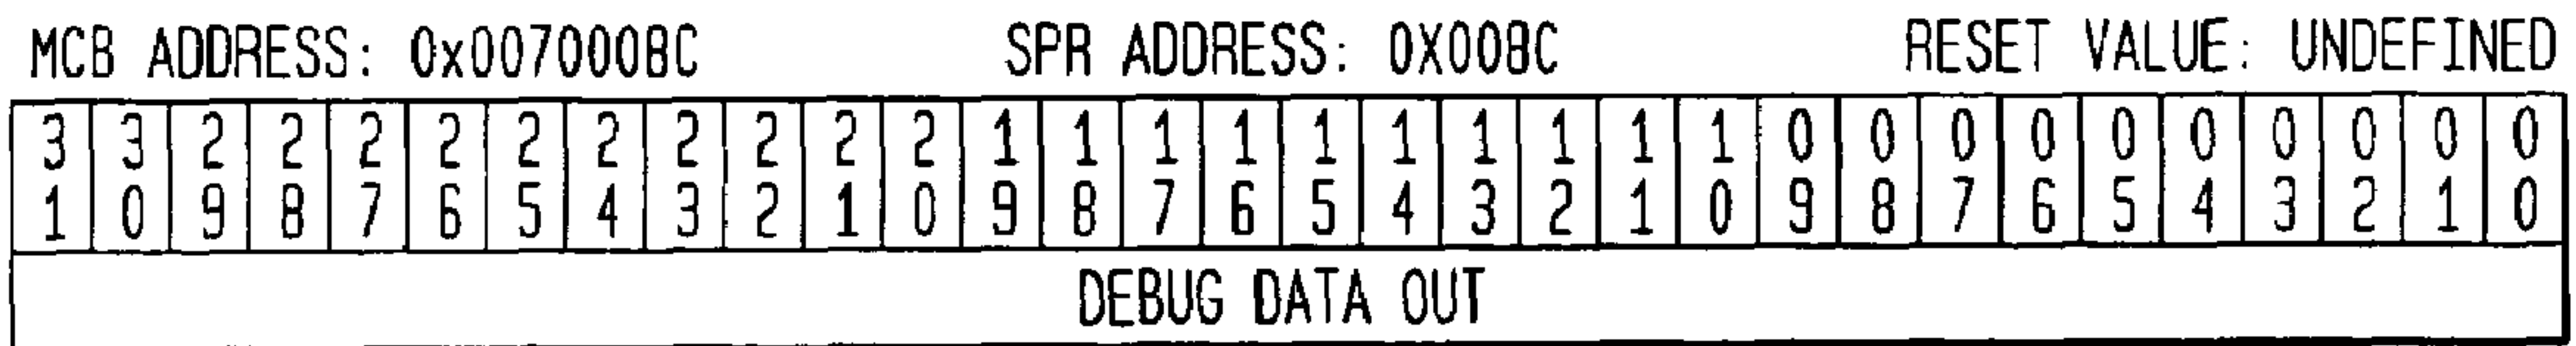 MCB ADDRESS: 0x0070008C SPR ADDRESS: 0X008C RESET VALUE: UNDEFINED
3 3 2 2 2 2 2 2 2 2 2 2 1 1 1 1 1 1 1 1 1 1 0 0 0 0 0 0 0 0 0 0
1 0 9 8 7 6 5 4 3 2 1 0 9 8 7 6 5 4 3 2 1 0 9 8 7 6 5 4 3 2 1 0
DEBUG DATA OUT